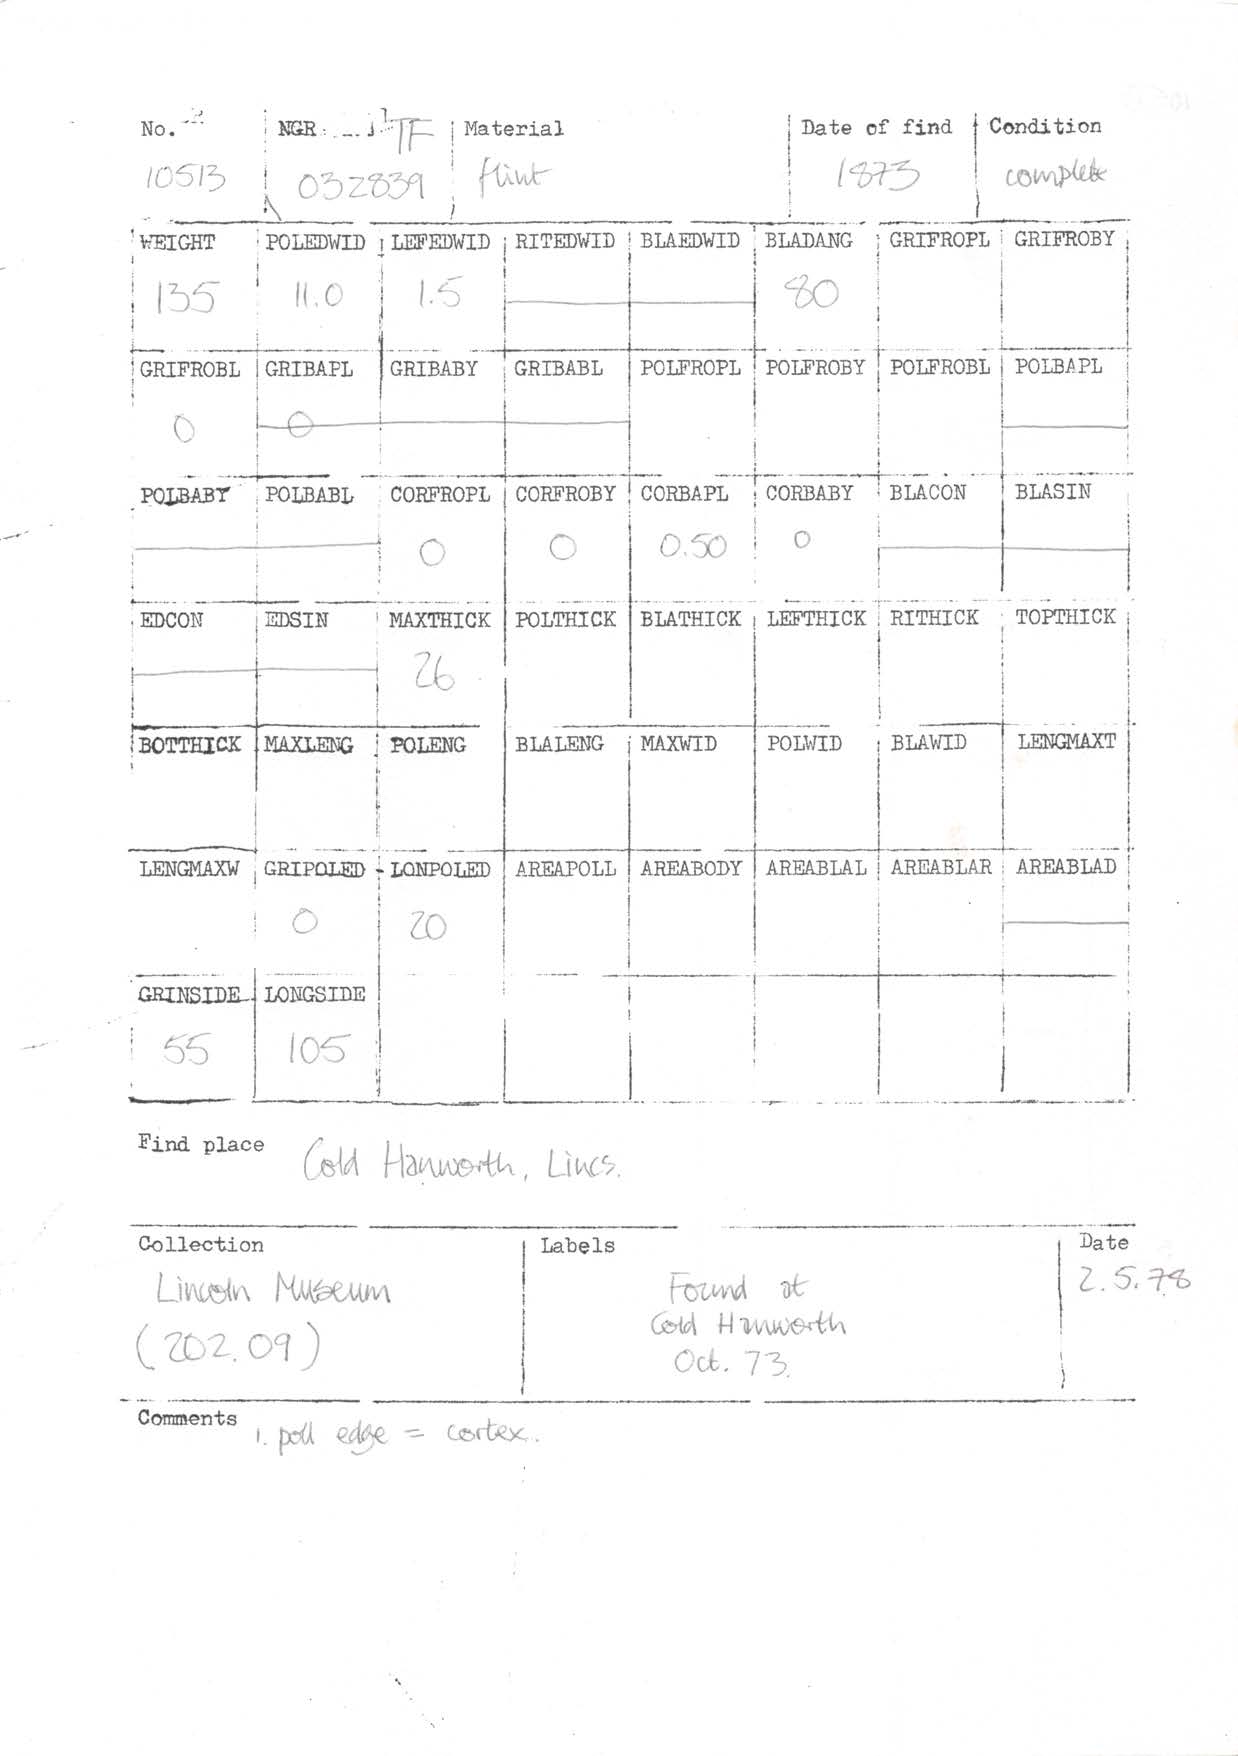 No. NGR TF Material Date of find Condition
10513 032839 flint 1873 complete
WEIGHT POLEDWID LEFEDWID RITEDWID BLAEDWID BLADANG GRIFROPL GRIFROBY
135 11.0 1.5 80
GRIFROBL GRIBAPL GRIBABY GRIBABL POLFROPL POLFROBY POLFROBL POLBAPL
0 0
POLBABY POLBABL CORFROPL CORFROBY CORBAPL CORBABY BLACON BLASIN
0 0 0.50 0
EDCON EDSIN MAXTHICK POLTHICK BLATHICK LEFTHICK RITHICK TOPTHICK
26
BOTTHICK MAXLENG POLENG BLALENG MAXWID POLWID BLAWID LENGMAXT
LENGMAXW GRIPOLED LONPOLED AREAPOLL AREABODY AREABLAL AREABLAR AREABLAD
0 20
GRINSIDE LONGSIDE
55 105
Find place Cold Hanworth, Lincs.
Collection Labels Date
Lincoln Museum Found at 2.5.78
(202.09) Cold Hanworth
Oct. 73.
Comments 1. poll edge = cortex.